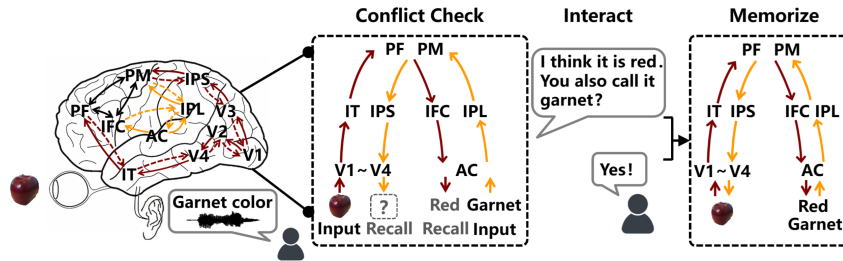 Conflict Check
Interact
Memorize
PM
IPS
PF
IPL
V3
IFC
AC
V2
V4
V1
IT
Garnet color
PF PM
IT IPS IFC IPL
V1~V4 AC
?
Red Garnet
Input Recall Recall Input
I think it is red.
You also call it
garnet?
Yes!
PF PM
IT IPS IFC IPL
V1~V4 AC
Red
Garnet